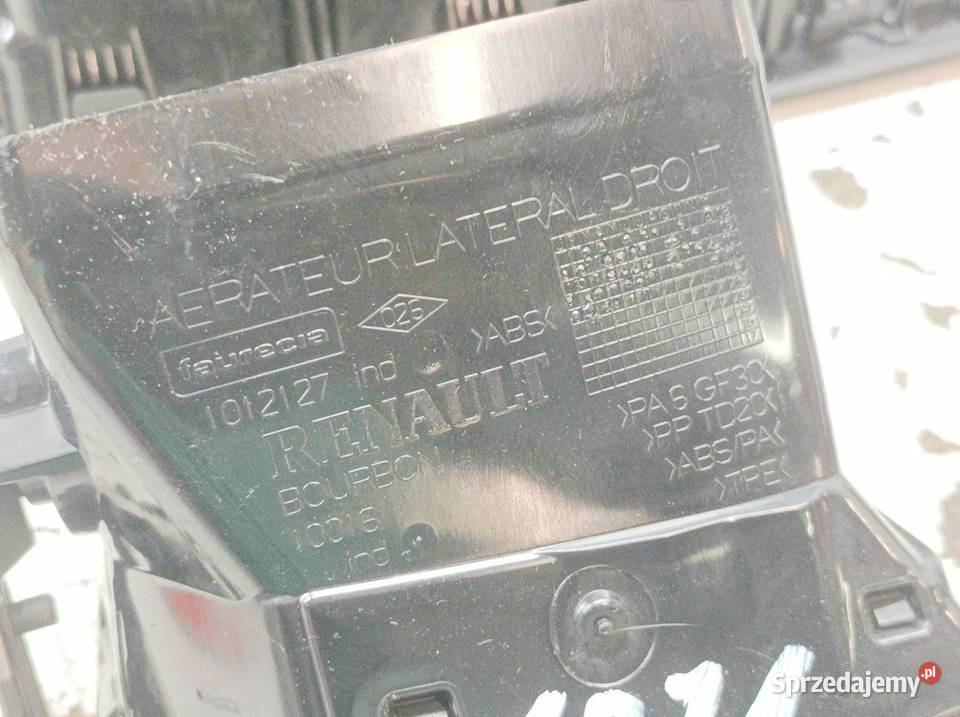 AERATEUR LATERAL DROIT
faurecia
026
>ABS<
1012127 ind
RENAULT
>PA 6 GF30<
>PP TD20<
>ABS/PA<
>TPE<
BOURBON
10016
ind
Sprzedajemy.pl